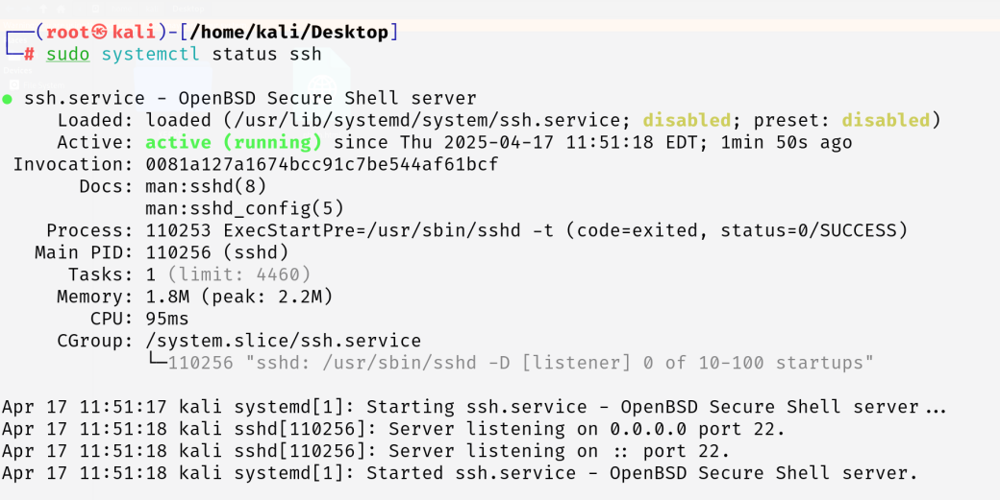 ┌──(root㉿kali)-[/home/kali/Desktop]
└─# sudo systemctl status ssh
● ssh.service - OpenBSD Secure Shell server
Loaded: loaded (/usr/lib/systemd/system/ssh.service; disabled; preset: disabled)
Active: active (running) since Thu 2025-04-17 11:51:18 EDT; 1min 50s ago
Invocation: 0081a127a1674bcc91c7be544af61bcf
Docs: man:sshd(8)
man:sshd_config(5)
Process: 110253 ExecStartPre=/usr/sbin/sshd -t (code=exited, status=0/SUCCESS)
Main PID: 110256 (sshd)
Tasks: 1 (limit: 4460)
Memory: 1.8M (peak: 2.2M)
CPU: 95ms
CGroup: /system.slice/ssh.service
└─110256 "sshd: /usr/sbin/sshd -D [listener] 0 of 10-100 startups"
Apr 17 11:51:17 kali systemd[1]: Starting ssh.service - OpenBSD Secure Shell server...
Apr 17 11:51:18 kali sshd[110256]: Server listening on 0.0.0.0 port 22.
Apr 17 11:51:18 kali sshd[110256]: Server listening on :: port 22.
Apr 17 11:51:18 kali systemd[1]: Started ssh.service - OpenBSD Secure Shell server.